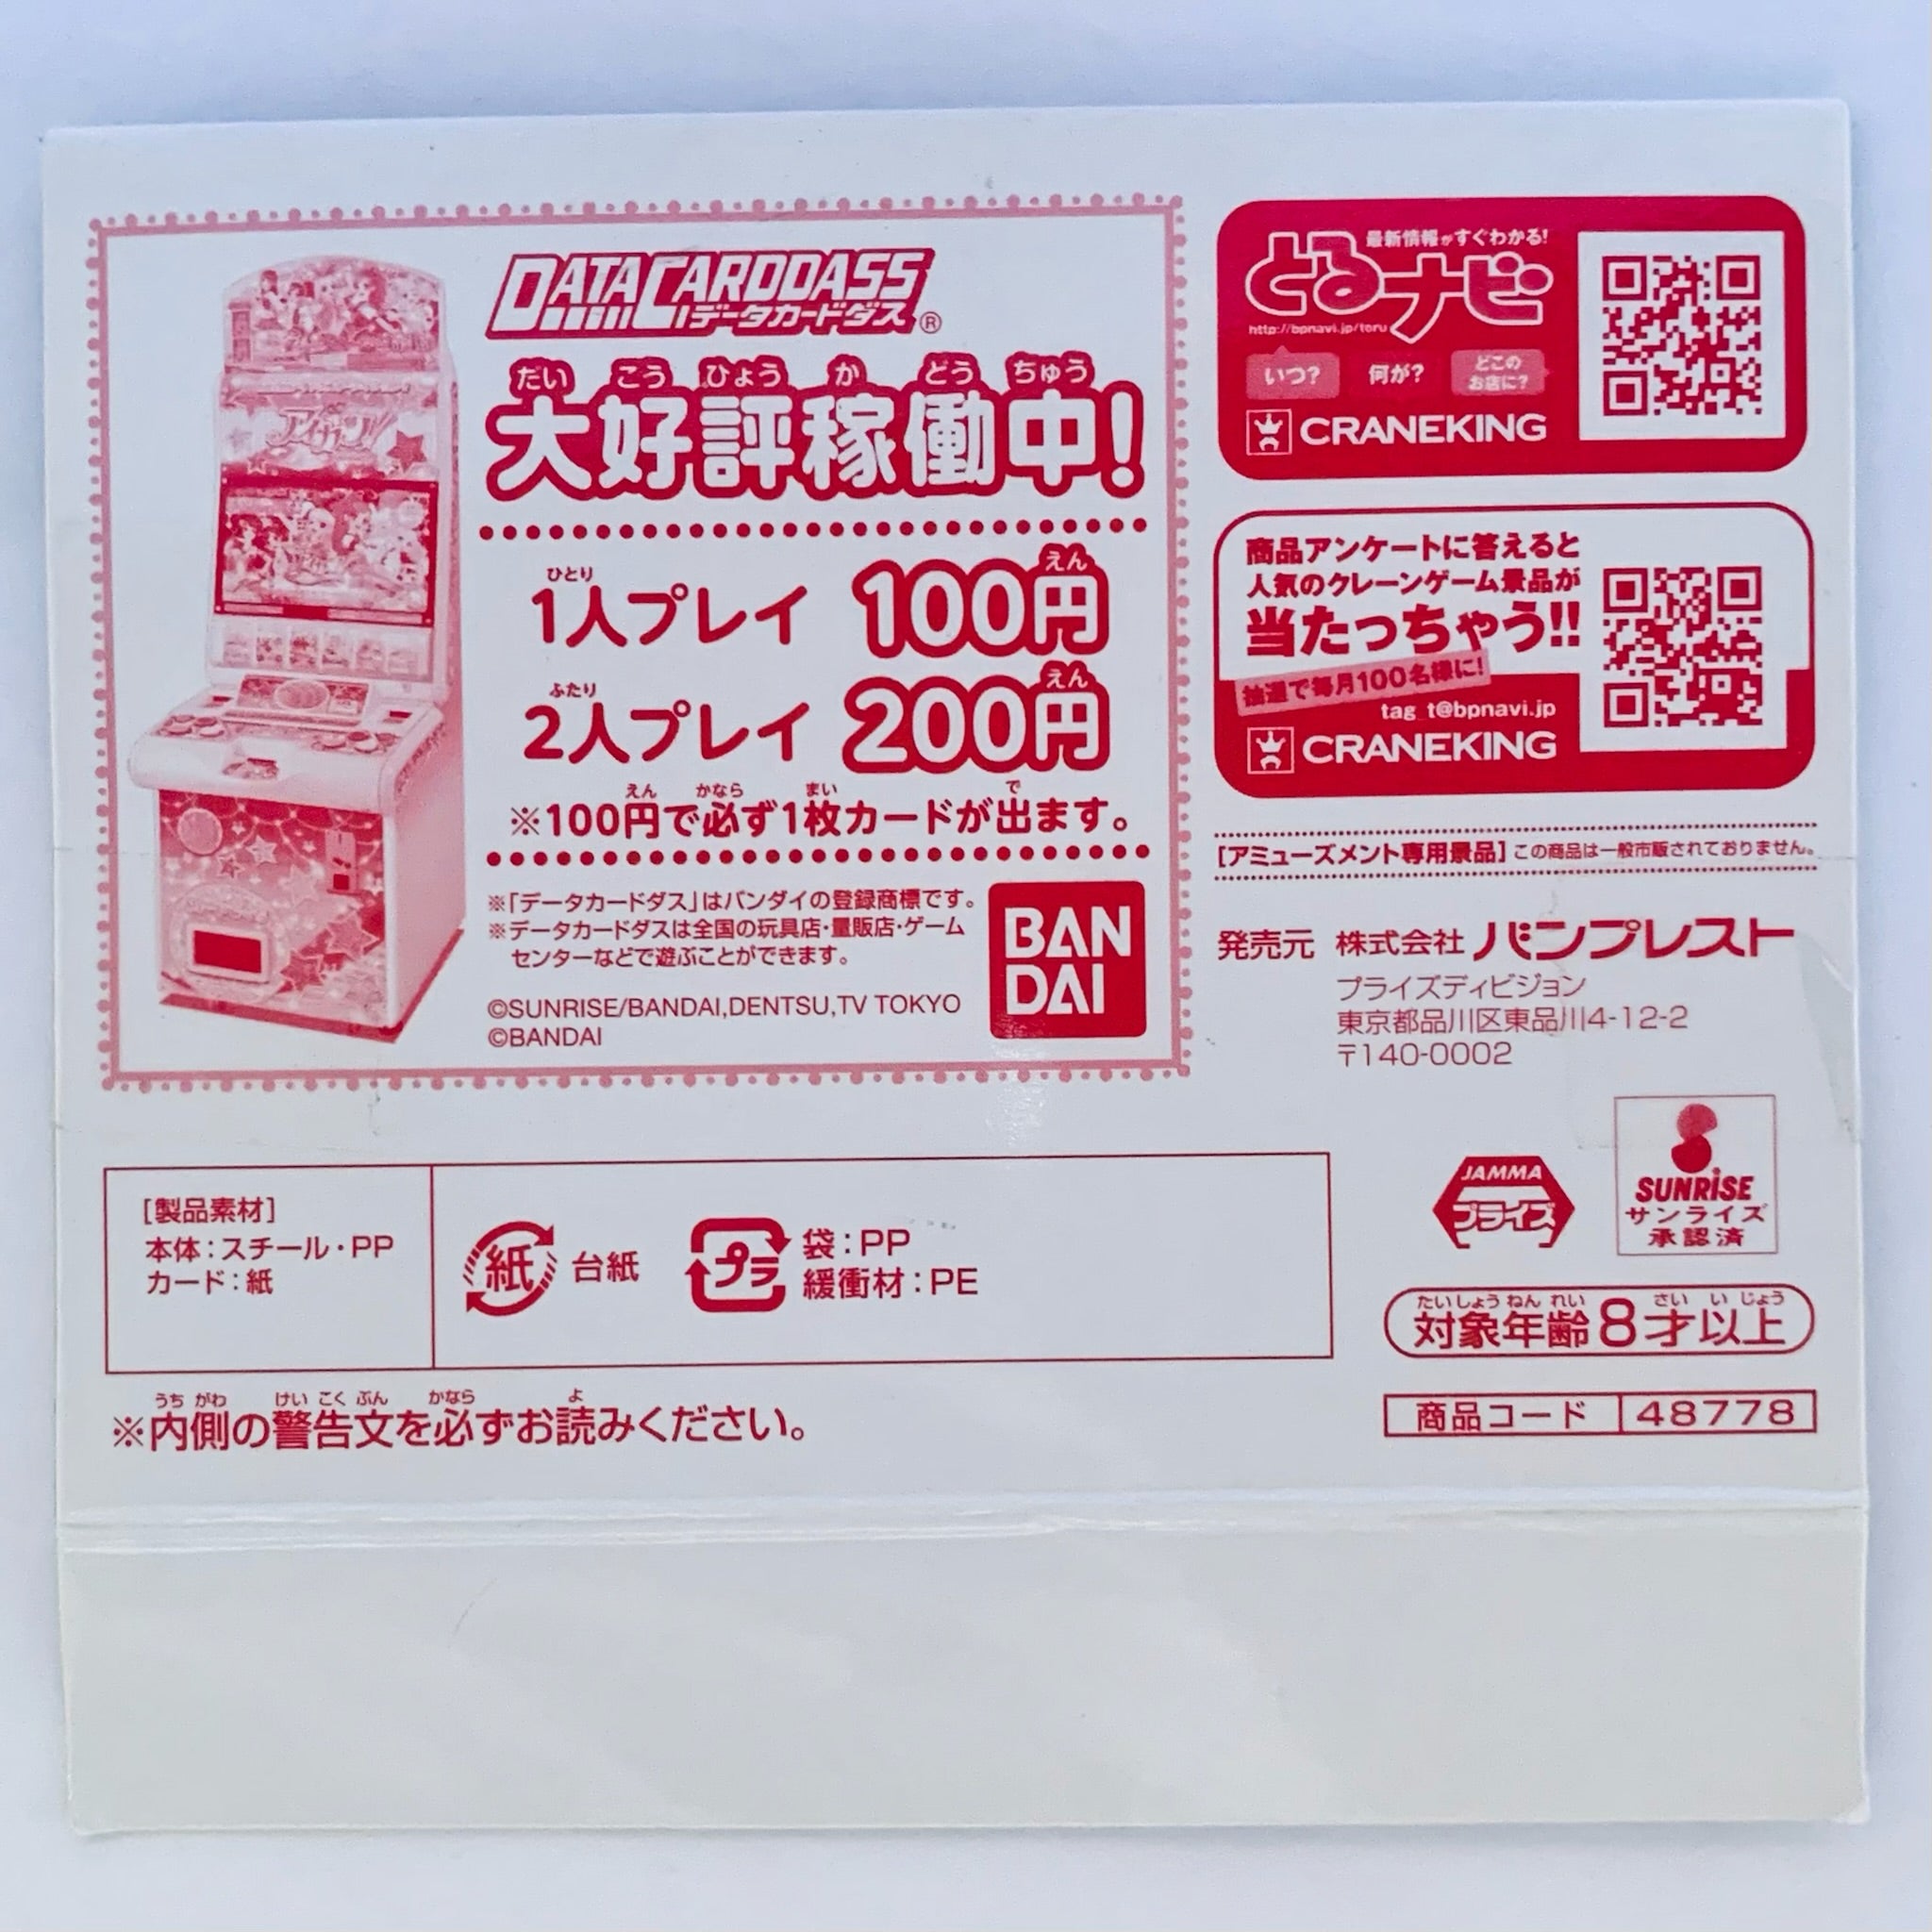 DATA CARDDASS
データカードダス®
だい こう ひょう か どう ちゅう
大好評稼働中!
ひとり えん
1人プレイ 100円
ふたり えん
2人プレイ 200円
えん かなら まい で
※100円で必ず1枚カードが出ます。
※「データカードダス」はバンダイの登録商標です。
※データカードダスは全国の玩具店・量販店・ゲーム
センターなどで遊ぶことができます。
©SUNRISE/BANDAI,DENTSU,TV TOKYO
©BANDAI
BAN
DAI
アイカツ!
最新情報がすぐわかる!
とるナビ
http://bpnavi.jp/toru
いつ? 何が? どこの
お店に?
CRANEKING
商品アンケートに答えると
人気のクレーンゲーム景品が
当たっちゃう!!
抽選で毎月100名様に!
tag_t@bpnavi.jp
CRANEKING
[アミューズメント専用景品]この商品は一般市販されておりません。
発売元 株式会社バンプレスト
プライズディビジョン
東京都品川区東品川4-12-2
〒140-0002
JAMMA
プライズ
SUNRISE
サンライズ
承認済
[製品素材]
本体:スチール・PP
カード:紙
紙 台紙
プラ 袋:PP
緩衝材:PE
たいしょう ねん れい さい い じょう
対象年齢8才以上
商品コード 48778
うち がわ けい こく ぶん かなら よ
※内側の警告文を必ずお読みください。